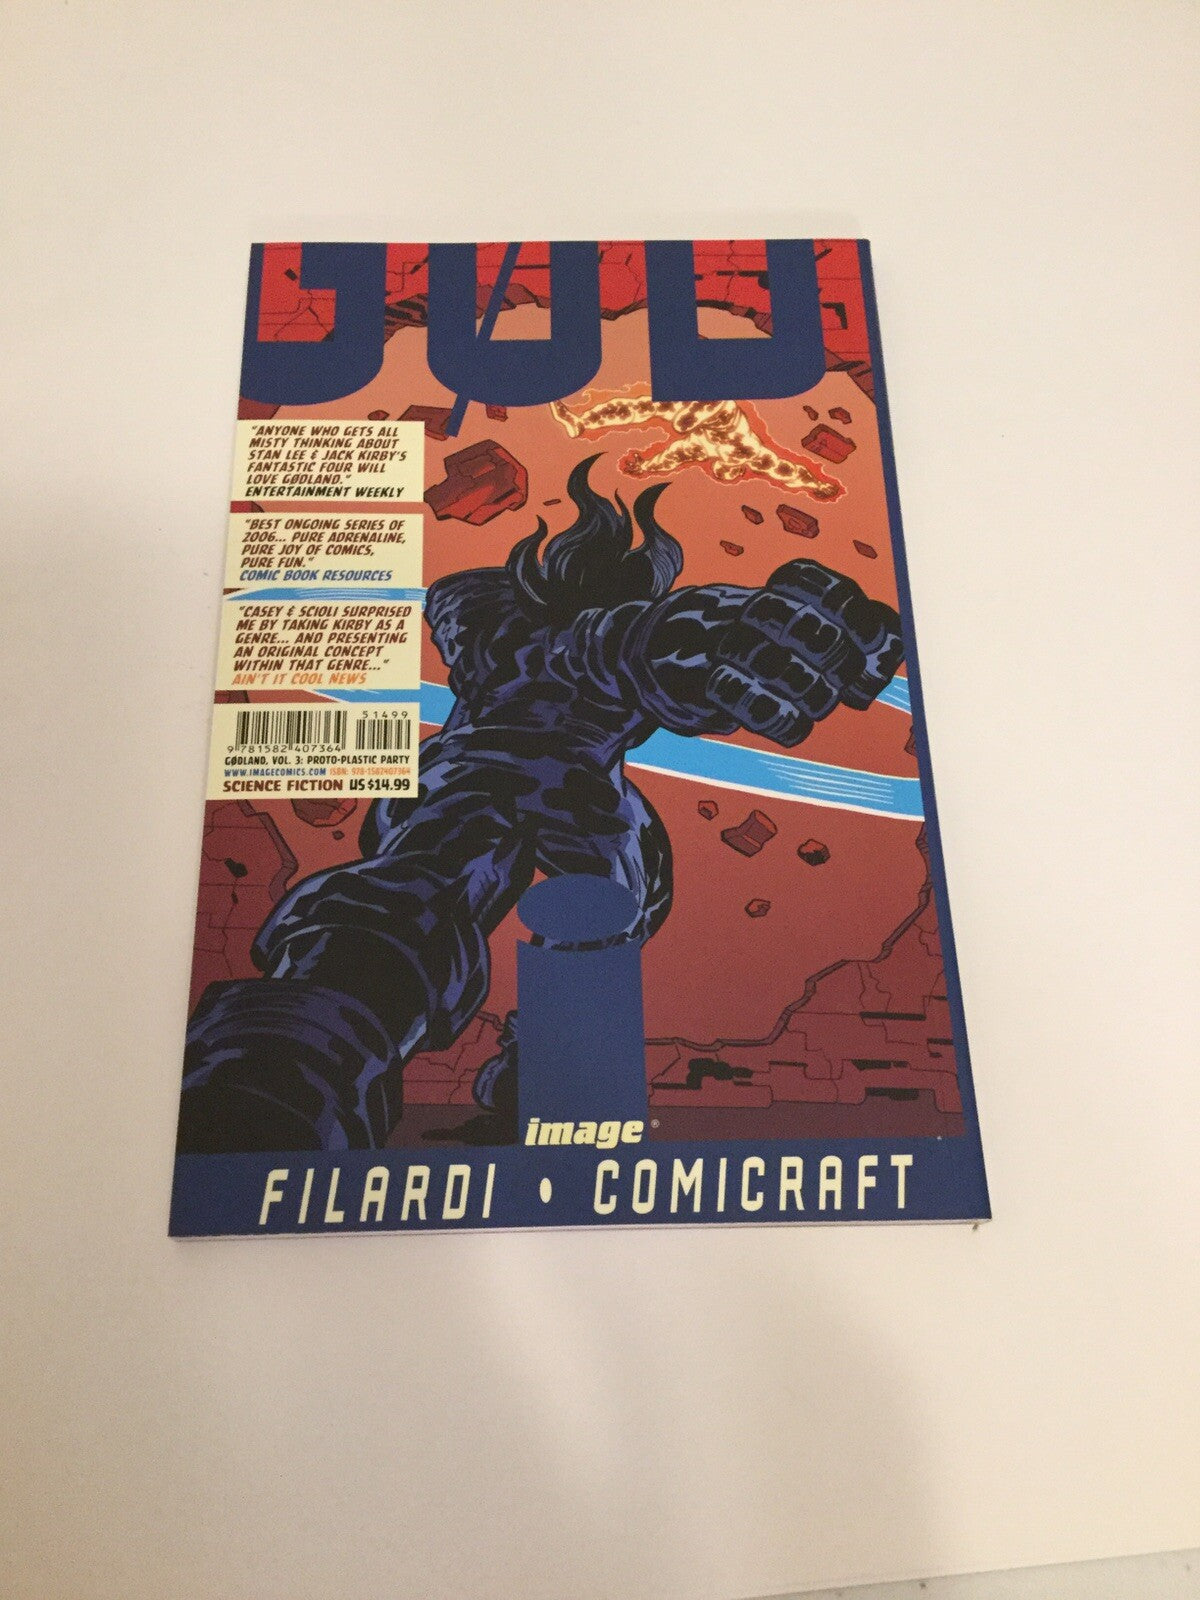 GØD
"ANYONE WHO GETS ALL
MISTY THINKING ABOUT
STAN LEE & JACK KIRBY'S
FANTASTIC FOUR WILL
LOVE GØDLAND."
ENTERTAINMENT WEEKLY
"BEST ONGOING SERIES OF
2006... PURE ADRENALINE,
PURE JOY OF COMICS,
PURE FUN."
COMIC BOOK RESOURCES
"CASEY & SCIOLI SURPRISED
ME BY TAKING KIRBY AS A
GENRE... AND PRESENTING
AN ORIGINAL CONCEPT
WITHIN THAT GENRE..."
AIN'T IT COOL NEWS
51499
9 781582 407364
GØDLAND, VOL. 3: PROTO-PLASTIC PARTY
WWW.IMAGECOMICS.COM ISBN: 978-1582407364
SCIENCE FICTION US $14.99
i
image ®
FILARDI • COMICRAFT